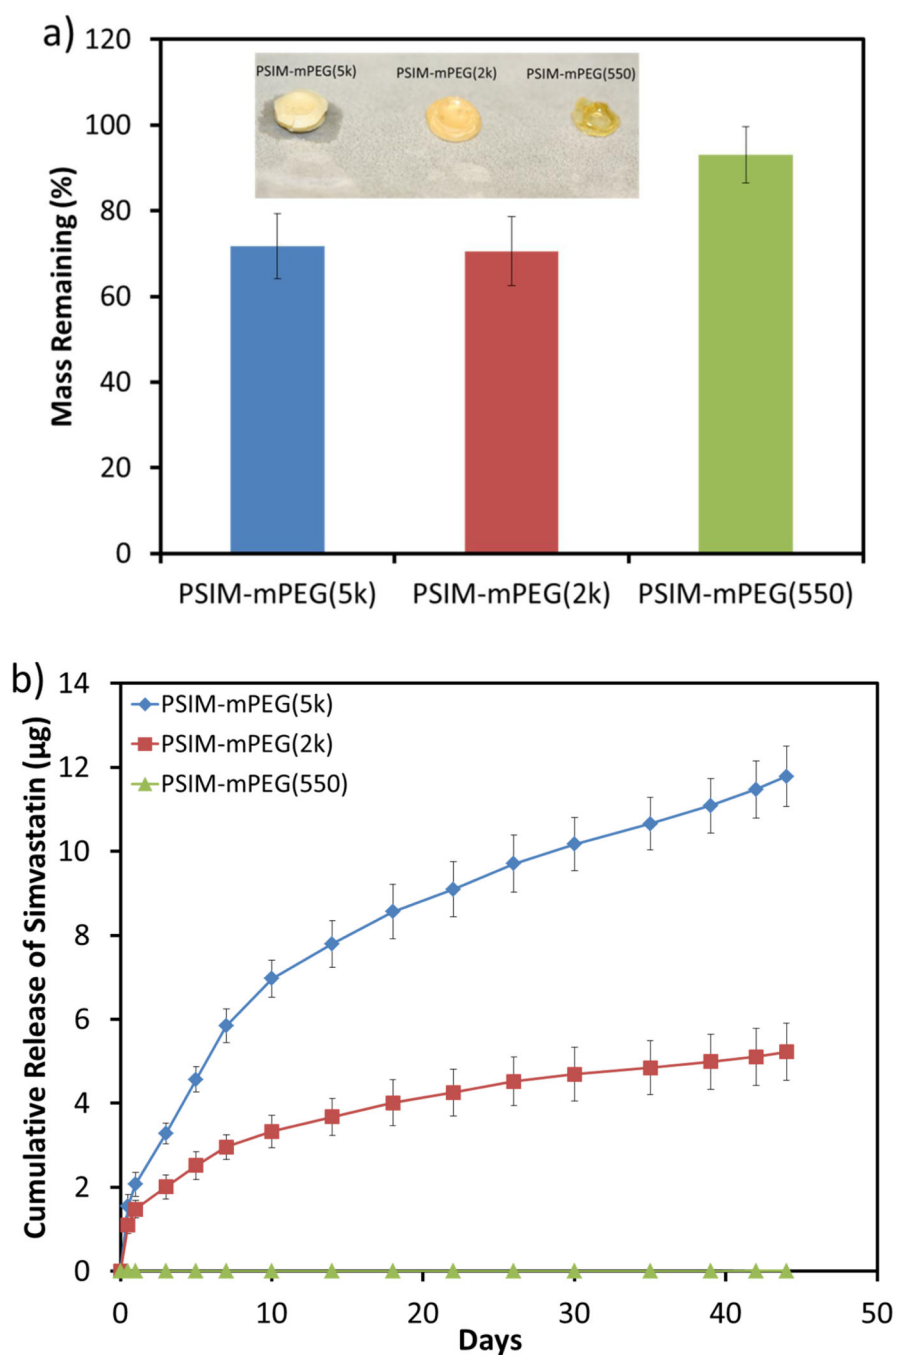 a)
120
100
80
60
40
20
0
Mass Remaining (%)
PSIM-mPEG(5k) PSIM-mPEG(2k) PSIM-mPEG(550)
PSIM-mPEG(5k) PSIM-mPEG(2k) PSIM-mPEG(550)
b)
14
12
10
8
6
4
2
0
Cumulative Release of Simvastatin (µg)
PSIM-mPEG(5k)
PSIM-mPEG(2k)
PSIM-mPEG(550)
0 10 20 30 40 50
Days